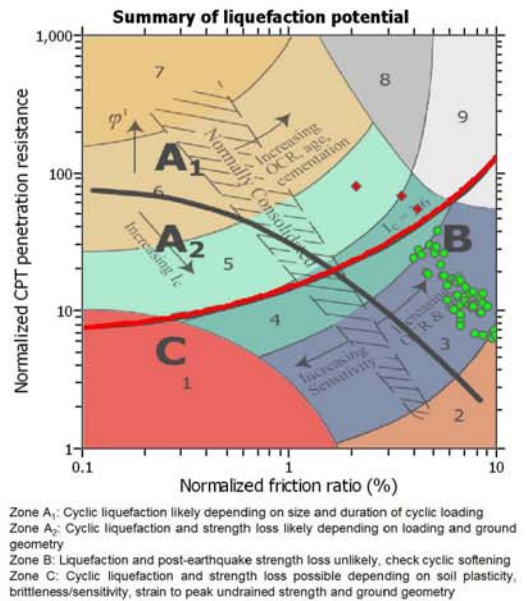 Summary of liquefaction potential
Normalized CPT penetration resistance
1,000
100
10
1
7
8
9
φ'
A₁
Normally Consolidated
Increasing
OCR, age,
cementation
6
A₂
Increasing Ic
5
B
4
Increasing
3
Increasing
Sensitivity
C
1
2
0.1
1
10
Normalized friction ratio (%)
Zone A₁: Cyclic liquefaction likely depending on size and duration of cyclic loading
Zone A₂: Cyclic liquefaction and strength loss likely depending on loading and ground
geometry
Zone B: Liquefaction and post-earthquake strength loss unlikely, check cyclic softening
Zone C: Cyclic liquefaction and strength loss possible depending on soil plasticity,
brittleness/sensitivity, strain to peak undrained strength and ground geometry